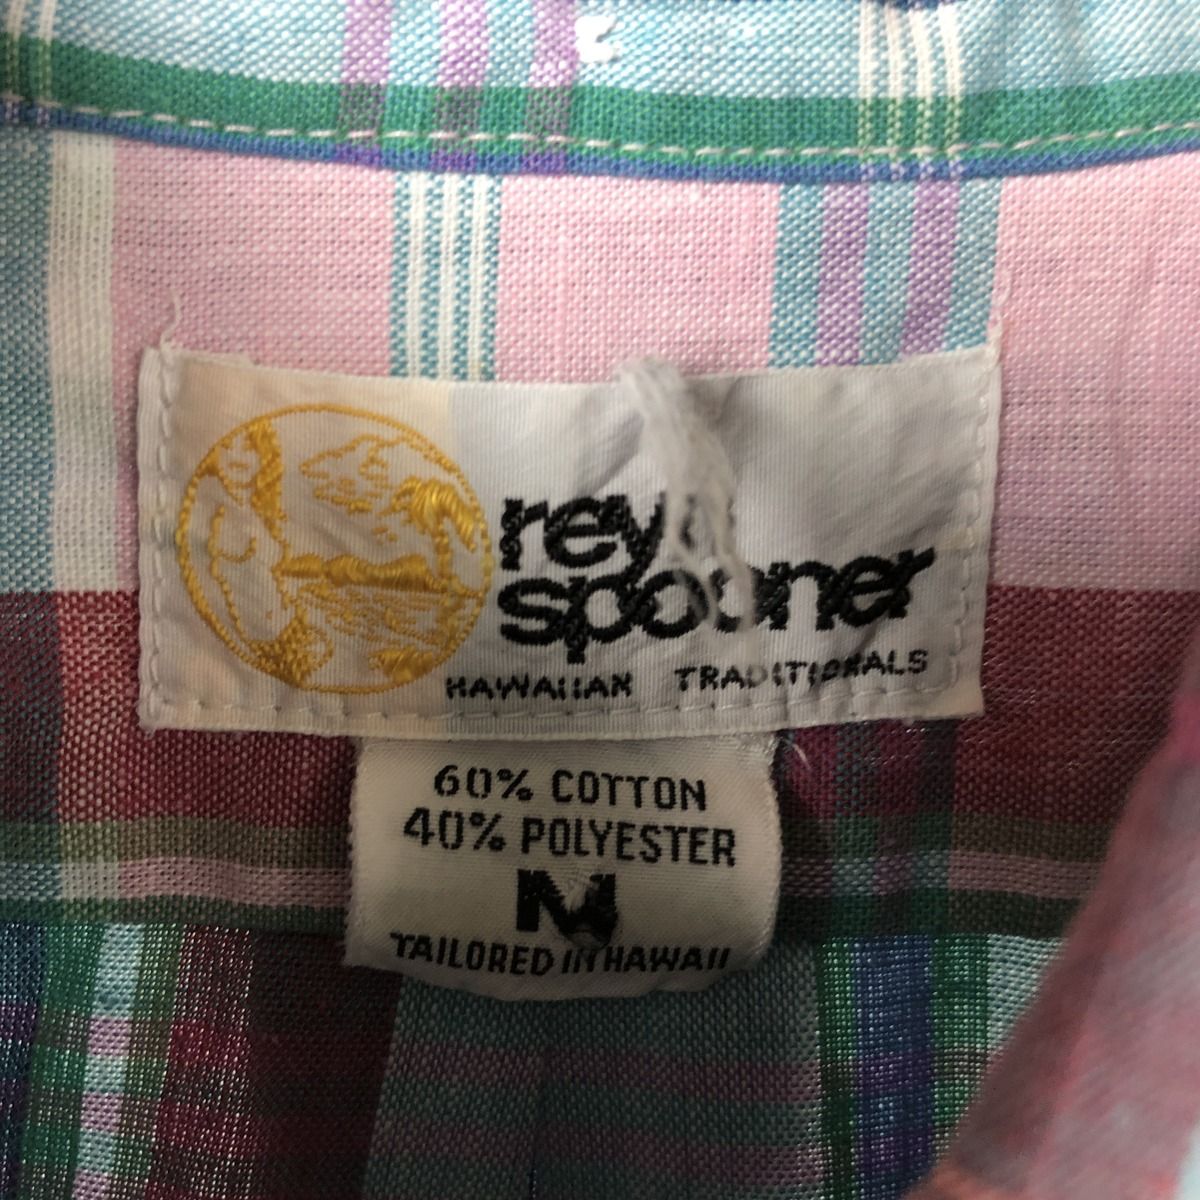 reyn
spooner
HAWAIIAN TRADITIONALS
60% COTTON
40% POLYESTER
M
TAILORED IN HAWAII